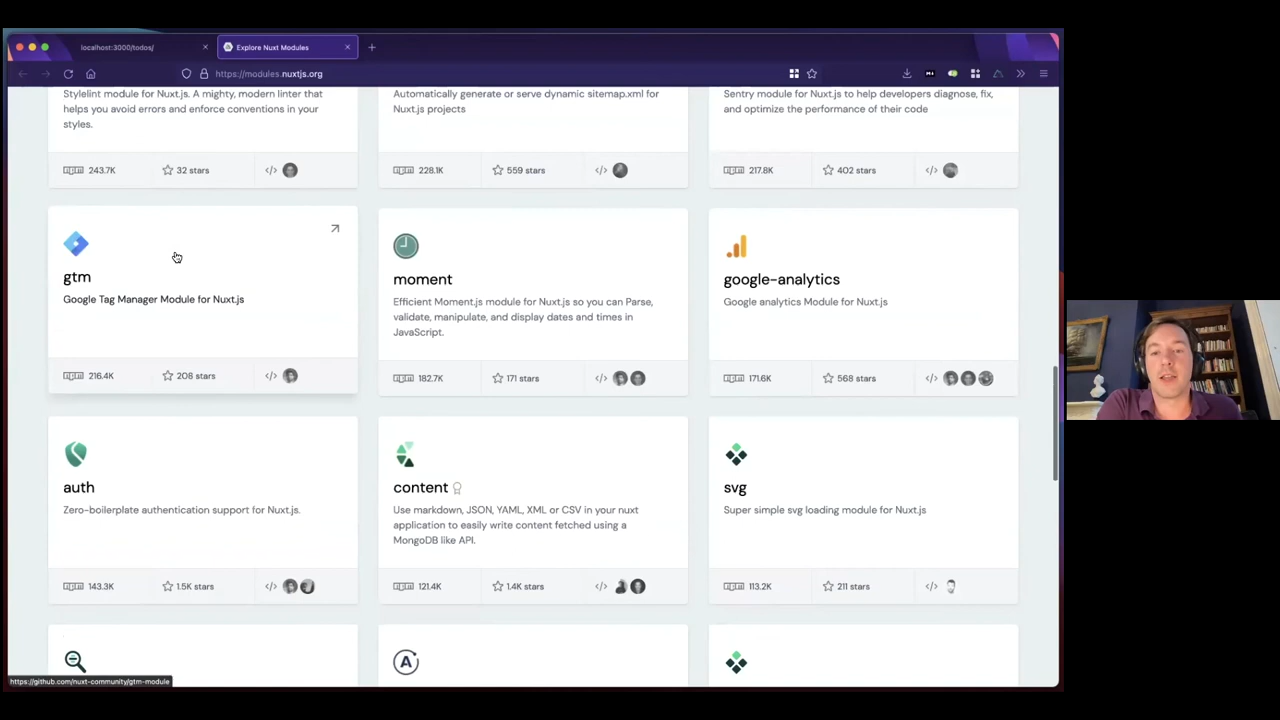 localhost:3000/todos/
Explore Nuxt Modules
https://modules.nuxtjs.org
Stylelint module for Nuxt.js. A mighty, modern linter that
helps you avoid errors and enforce conventions in your
styles.
243.7K 32 stars
Automatically generate or serve dynamic sitemap.xml for
Nuxt.js projects
228.1K 559 stars
Sentry module for Nuxt.js to help developers diagnose, fix,
and optimize the performance of their code
217.8K 402 stars
gtm
Google Tag Manager Module for Nuxt.js
216.4K 208 stars
moment
Efficient Moment.js module for Nuxt.js so you can Parse,
validate, manipulate, and display dates and times in
JavaScript.
182.7K 171 stars
google-analytics
Google analytics Module for Nuxt.js
171.6K 568 stars
auth
Zero-boilerplate authentication support for Nuxt.js.
143.3K 1.5K stars
content
Use markdown, JSON, YAML, XML or CSV in your nuxt
application to easily write content fetched using a
MongoDB like API.
121.4K 1.4K stars
svg
Super simple svg loading module for Nuxt.js
113.2K 211 stars
A
https://github.com/nuxt-community/gtm-module